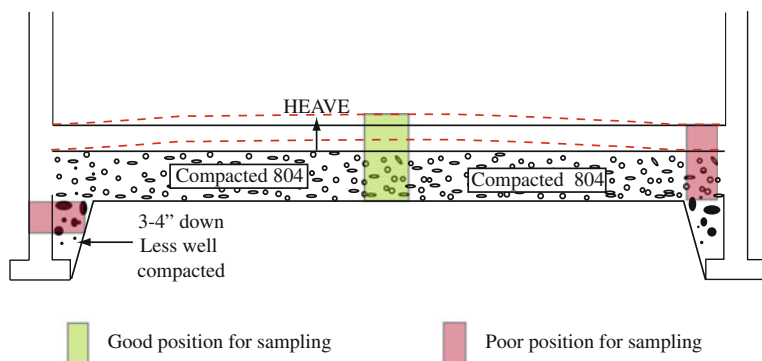 HEAVE
Compacted 804
Compacted 804
3-4” down
Less well
compacted
Good position for sampling
Poor position for sampling